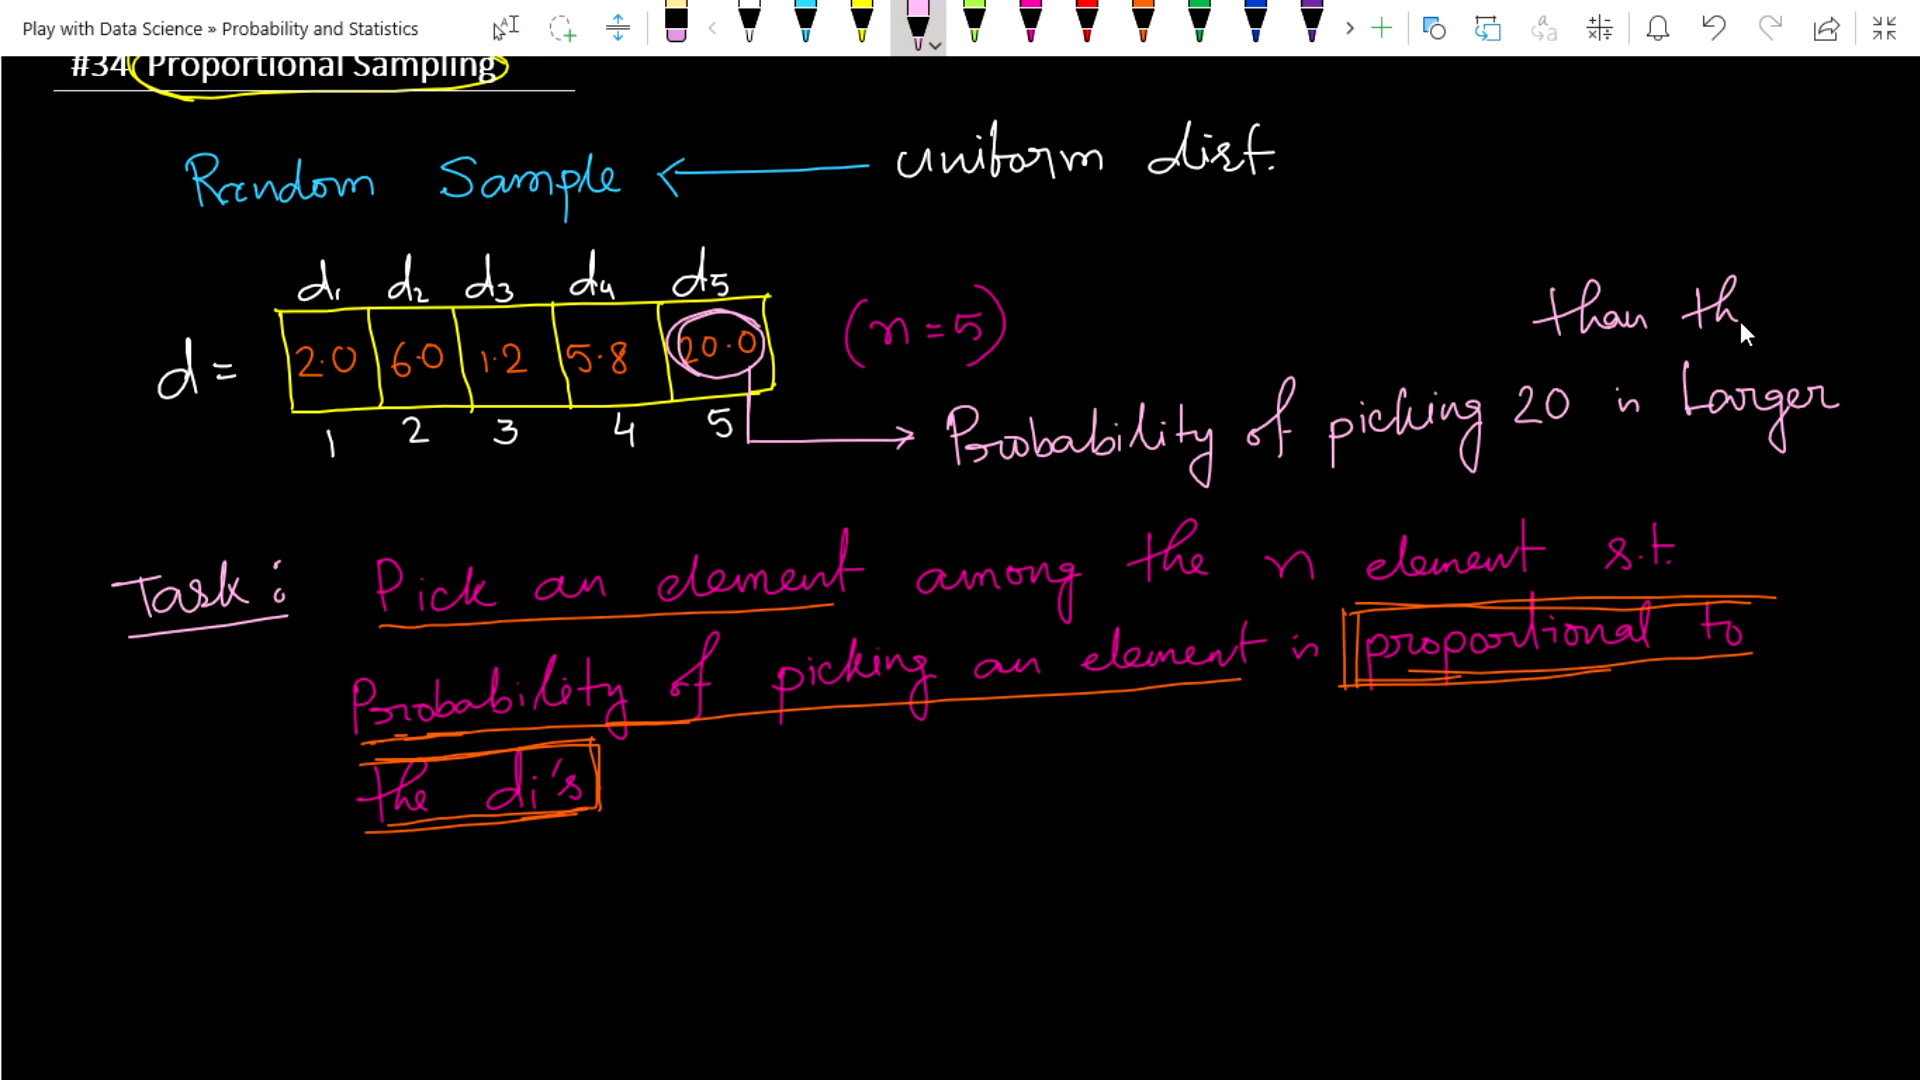 Play with Data Science » Probability and Statistics
#34 Proportional Sampling
Random Sample ← uniform dist.
d1 d2 d3 d4 d5
d = 2.0 6.0 1.2 5.8 20.0 (n=5)
1 2 3 4 5
than th
→ Probability of picking 20 is Larger
Task: Pick an element among the n element s.t.
Probability of picking an element is proportional to
the di's